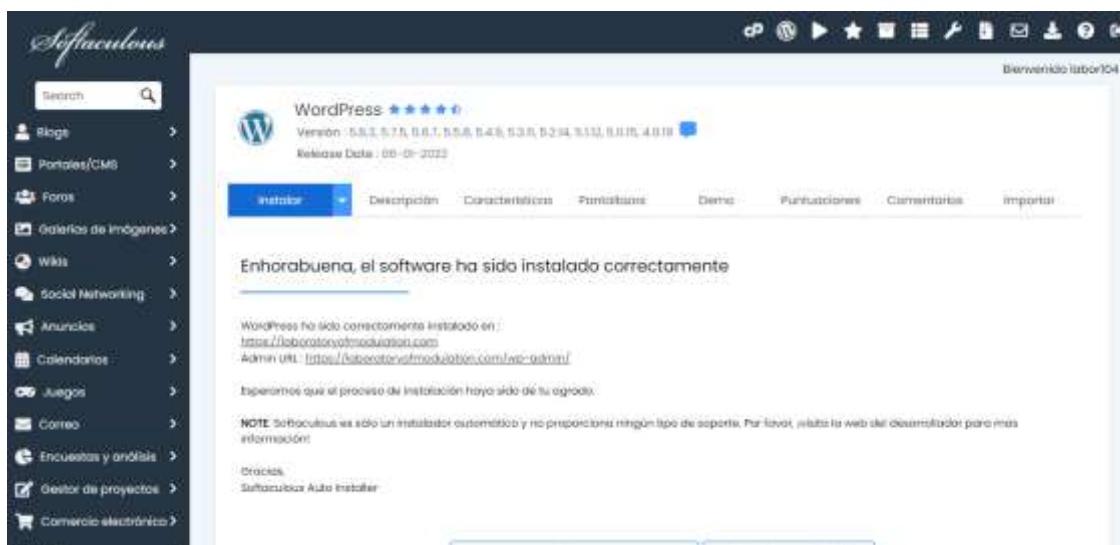 Softaculous
Bienvenido labor104
Search
WordPress
Release Date : 06-01-2022
Blogs
Portales/CMS
Foros
Galerías de imágenes
Wikis
Social Networking
Anuncios
Calendarios
Juegos
Correo
Encuestas y análisis
Gestor de proyectos
Comercio electrónico
Instalar
Descripción
Características
Pantallazos
Demo
Puntuaciones
Comentarios
Importar
Enhorabuena, el software ha sido instalado correctamente
WordPress ha sido correctamente instalado en :
https://laboratoryofmodulation.com
Admin URL : https://laboratoryofmodulation.com/wp-admin/
Esperamos que el proceso de instalación haya sido de tu agrado.
NOTE: Softaculous es sólo un instalador automático y no proporciona ningún tipo de soporte. Por favor, ¡visita la web del desarrollador para más
información!
Gracias,
Softaculous Auto Installer